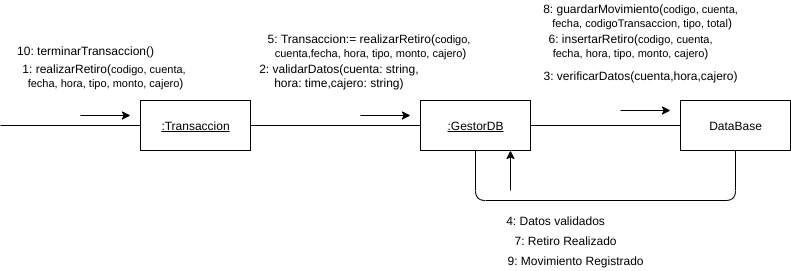 8: guardarMovimiento(codigo, cuenta,
fecha, codigoTransaccion, tipo, total)
5: Transaccion:= realizarRetiro(codigo,
cuenta,fecha, hora, tipo, monto, cajero)
6: insertarRetiro(codigo, cuenta,
fecha, hora, tipo, monto, cajero)
10: terminarTransaccion()
1: realizarRetiro(codigo, cuenta,
fecha, hora, tipo, monto, cajero)
2: validarDatos(cuenta: string,
hora: time,cajero: string)
3: verificarDatos(cuenta,hora,cajero)
:Transaccion
:GestorDB
DataBase
4: Datos validados
7: Retiro Realizado
9: Movimiento Registrado